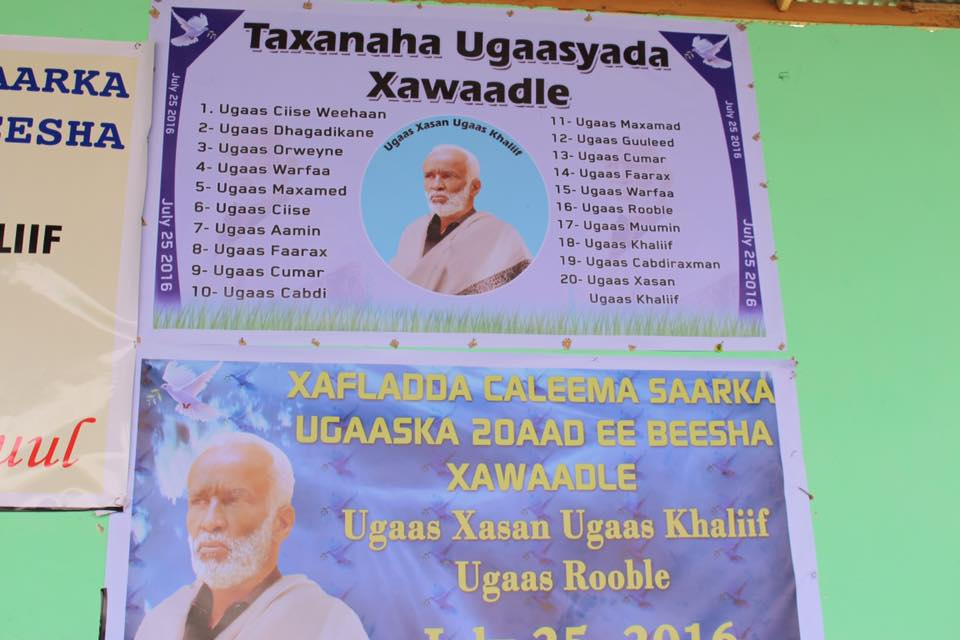 AARKA
EESHA
LIIF
uul
Taxanaha Ugaasyada
Xawaadle
July 25 2016
July 25 2016
1. Ugaas Ciise Weehaan
2- Ugaas Dhagadikane
3- Ugaas Orweyne
4- Ugaas Warfaa
5- Ugaas Maxamed
6- Ugaas Ciise
7- Ugaas Aamin
8- Ugaas Faarax
9- Ugaas Cumar
10- Ugaas Cabdi
Ugaas Xasan Ugaas Khaliif
11- Ugaas Maxamad
12- Ugaas Guuleed
13- Ugaas Cumar
14- Ugaas Faarax
15- Ugaas Warfaa
16- Ugaas Rooble
17- Ugaas Muumin
18- Ugaas Khaliif
19- Ugaas Cabdiraxman
20- Ugaas Xasan
Ugaas Khaliif
July 25 2016
July 25 2016
XAFLADDA CALEEMA SAARKA
UGAASKA 20AAD EE BEESHA
XAWAADLE
Ugaas Xasan Ugaas Khaliif
Ugaas Rooble
July 25, 2016